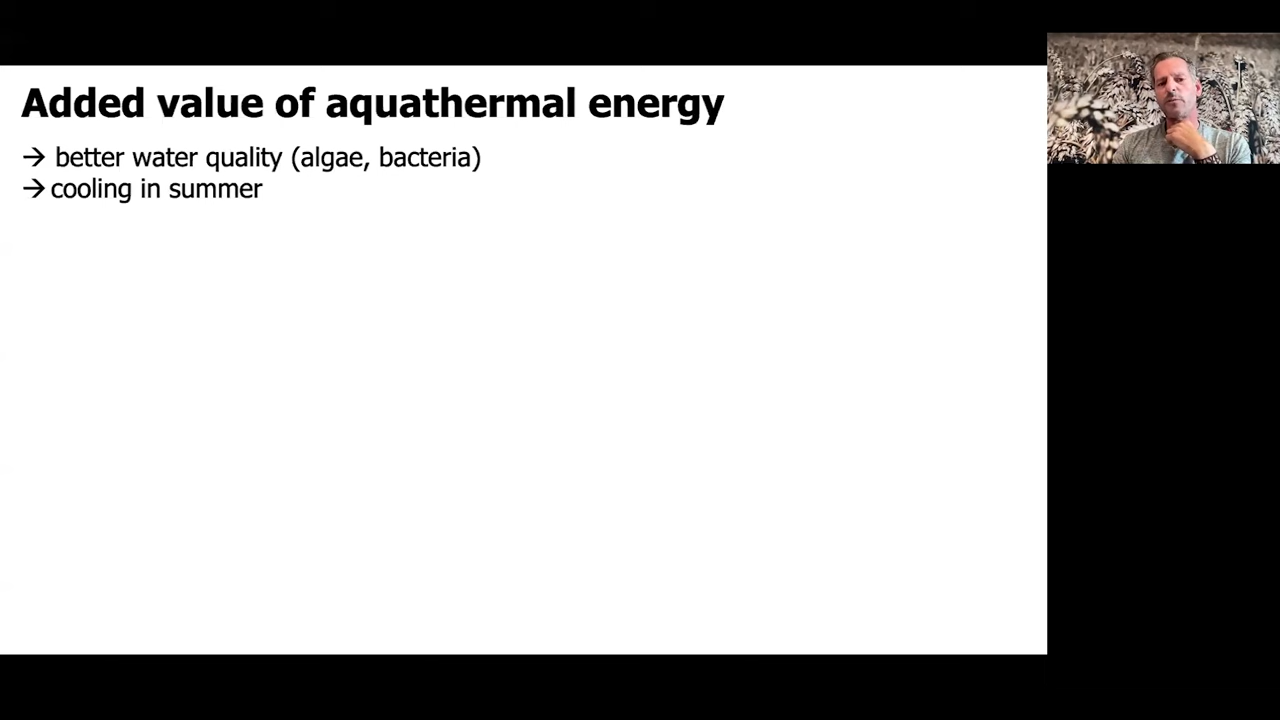 Added value of aquathermal energy
→ better water quality (algae, bacteria)
→ cooling in summer